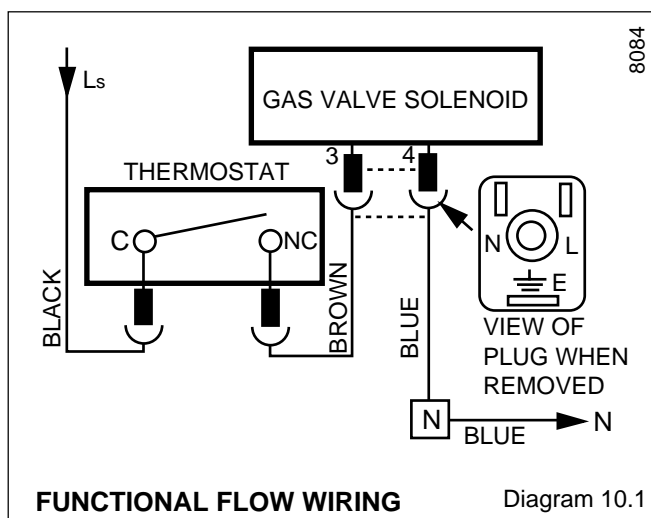 8084
Ls
GAS VALVE SOLENOID
3
4
THERMOSTAT
C
NC
N
L
E
BLACK
BROWN
BLUE
VIEW OF
PLUG WHEN
REMOVED
N
BLUE
N
FUNCTIONAL FLOW WIRING
Diagram 10.1